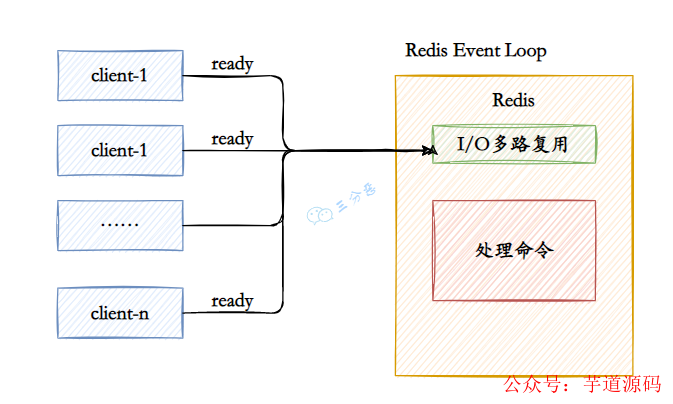 Redis Event Loop
client-1
ready
Redis
client-1
ready
I/O多路复用
……
三分恶
处理命令
client-n
ready
公众号：芋道源码